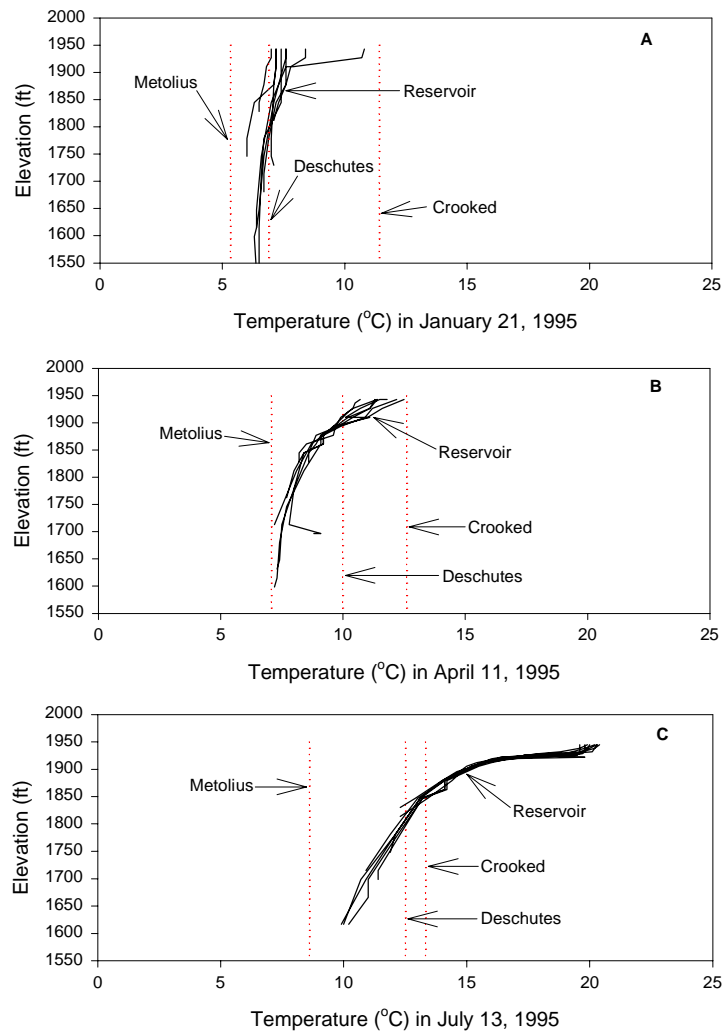 A
2000
1950
1900
1850
1800
1750
1700
1650
1600
1550
Elevation (ft)
Metolius
Reservoir
Deschutes
Crooked
0 5 10 15 20 25
Temperature (°C) in January 21, 1995
B
2000
1950
1900
1850
1800
1750
1700
1650
1600
1550
Elevation (ft)
Metolius
Reservoir
Crooked
Deschutes
0 5 10 15 20 25
Temperature (°C) in April 11, 1995
C
2000
1950
1900
1850
1800
1750
1700
1650
1600
1550
Elevation (ft)
Metolius
Reservoir
Crooked
Deschutes
0 5 10 15 20 25
Temperature (°C) in July 13, 1995